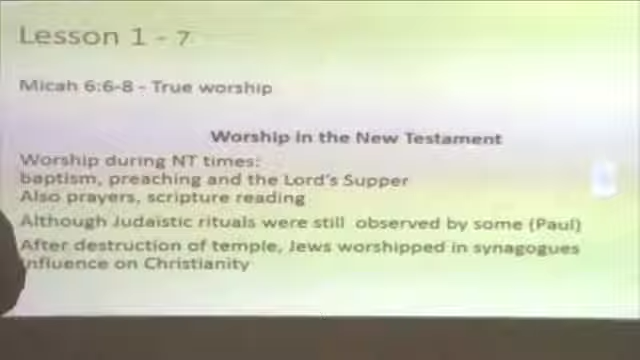 Lesson 1 - 7
Micah 6:6-8 - True worship
Worship in the New Testament
Worship during NT times:
baptism, preaching and the Lord's Supper
Also prayers, scripture reading
Although Judaistic rituals were still observed by some (Paul)
After destruction of temple, Jews worshipped in synagogues
influence on Christianity